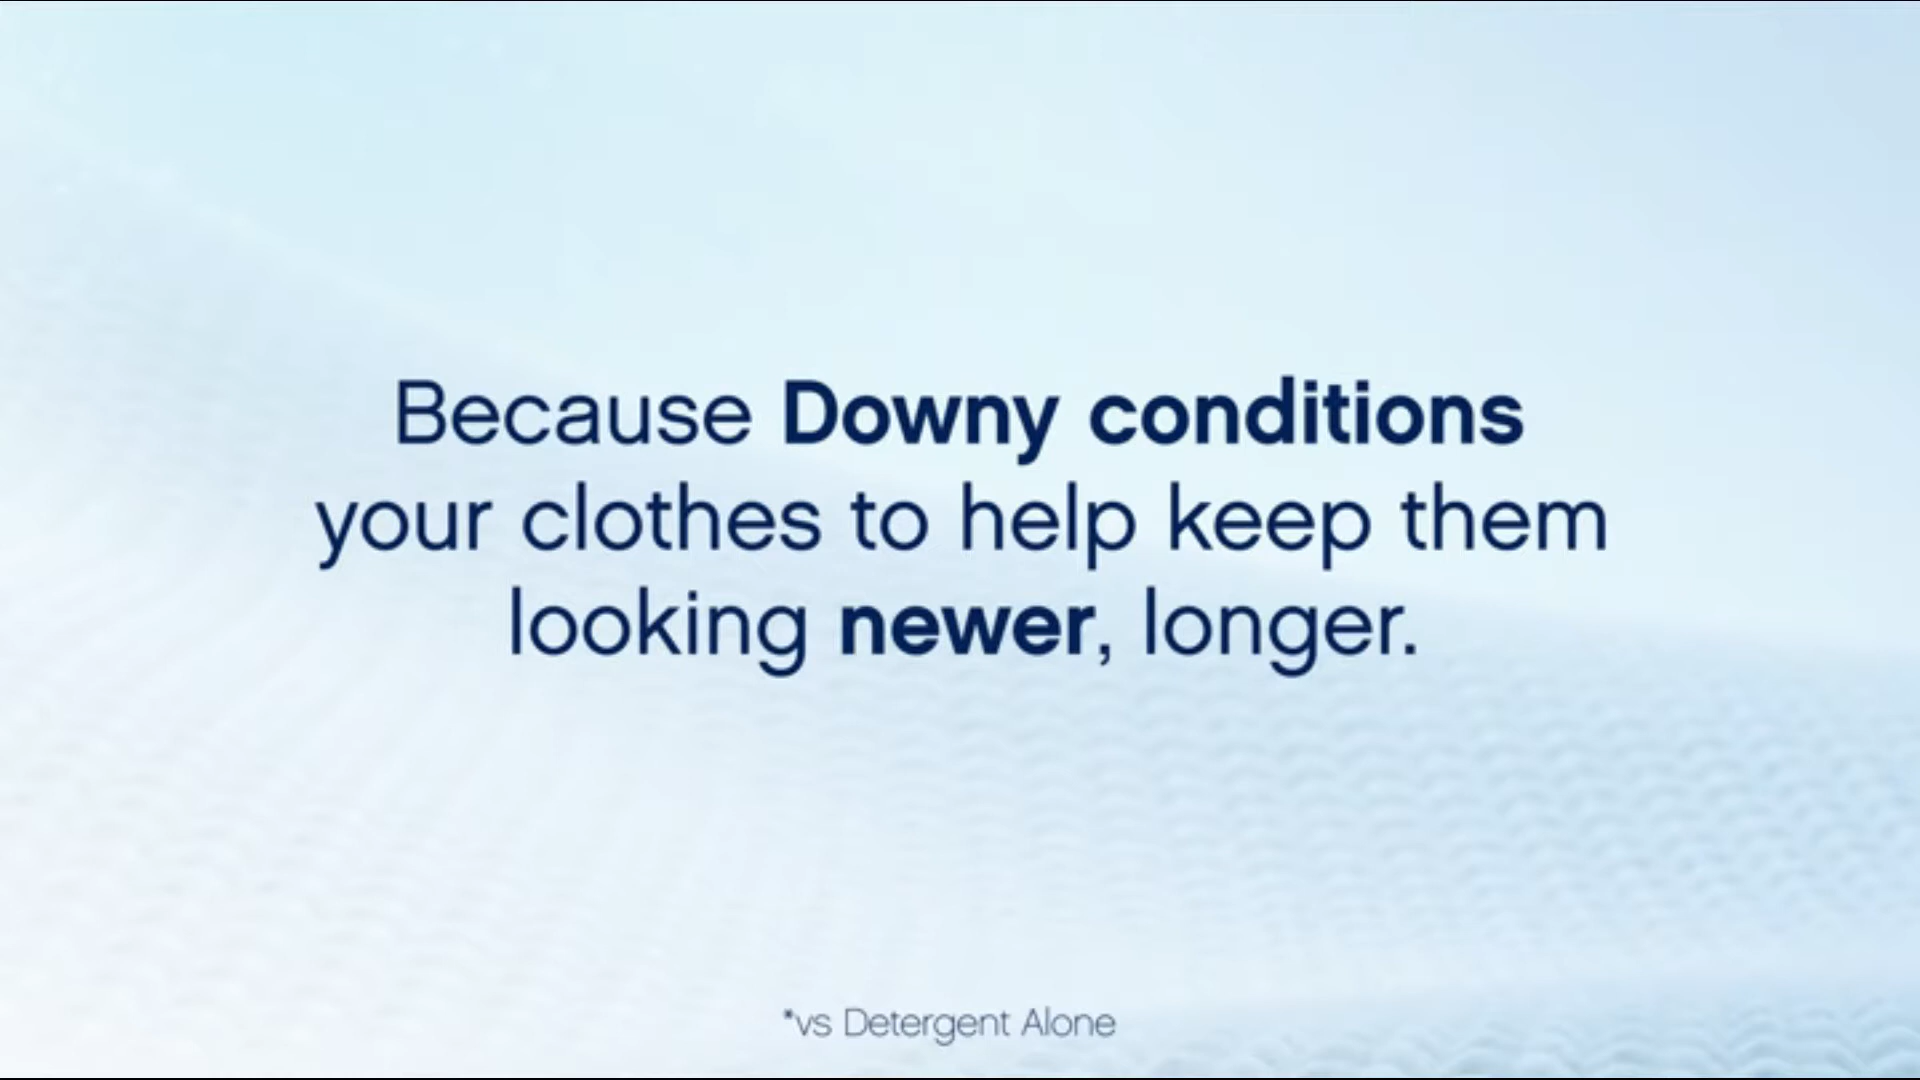 Because Downy conditions
your clothes to help keep them
looking newer, longer.
*vs Detergent Alone